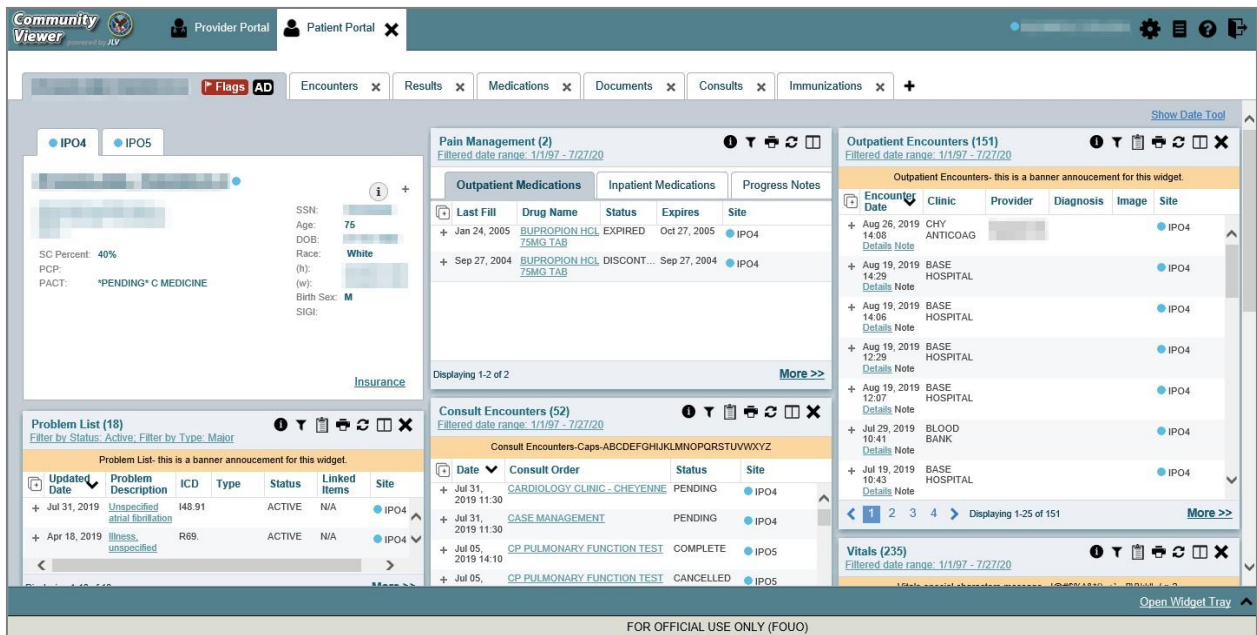 Community
Viewer powered by JLV
Provider Portal
Patient Portal
Flags AD
Encounters
Results
Medications
Documents
Consults
Immunizations
Show Date Tool
IPO4
IPO5
SSN:
Age: 75
DOB:
SC Percent: 40%
Race: White
PCP:
(h):
PACT: *PENDING* C MEDICINE
(w):
Birth Sex: M
SIGI:
Insurance
Problem List (18)
Filter by Status: Active; Filter by Type: Major
Problem List- this is a banner annoucement for this widget.
Updated Date Problem Description ICD Type Status Linked Items Site
+ Jul 31, 2019 Unspecified atrial fibrillation I48.91 ACTIVE N/A IPO4
+ Apr 18, 2019 Illness, unspecified R69. ACTIVE N/A IPO4
Pain Management (2)
Filtered date range: 1/1/97 - 7/27/20
Outpatient Medications Inpatient Medications Progress Notes
Last Fill Drug Name Status Expires Site
+ Jan 24, 2005 BUPROPION HCL 75MG TAB EXPIRED Oct 27, 2005 IPO4
+ Sep 27, 2004 BUPROPION HCL 75MG TAB DISCONT... Sep 27, 2004 IPO4
Displaying 1-2 of 2 More >>
Consult Encounters (52)
Filtered date range: 1/1/97 - 7/27/20
Consult Encounters-Caps-ABCDEFGHIJKLMNOPQRSTUVWXYZ
Date Consult Order Status Site
+ Jul 31, 2019 11:30 CARDIOLOGY CLINIC - CHEYENNE PENDING IPO4
+ Jul 31, 2019 11:30 CASE MANAGEMENT PENDING IPO4
+ Jul 05, 2019 14:10 CP PULMONARY FUNCTION TEST COMPLETE IPO5
+ Jul 05, CP PULMONARY FUNCTION TEST CANCELLED IPO5
Outpatient Encounters (151)
Filtered date range: 1/1/97 - 7/27/20
Outpatient Encounters- this is a banner annoucement for this widget.
Encounter Date Clinic Provider Diagnosis Image Site
+ Aug 26, 2019 14:08 CHY ANTICOAG IPO4
Details Note
+ Aug 19, 2019 14:29 BASE HOSPITAL IPO4
Details Note
+ Aug 19, 2019 14:06 BASE HOSPITAL IPO4
Details Note
+ Aug 19, 2019 12:29 BASE HOSPITAL IPO4
Details Note
+ Aug 19, 2019 12:07 BASE HOSPITAL IPO4
Details Note
+ Jul 29, 2019 10:41 BLOOD BANK IPO4
Details Note
+ Jul 19, 2019 10:43 BASE HOSPITAL IPO4
Details Note
1 2 3 4 Displaying 1-25 of 151 More >>
Vitals (235)
Filtered date range: 1/1/97 - 7/27/20
Open Widget Tray
FOR OFFICIAL USE ONLY (FOUO)